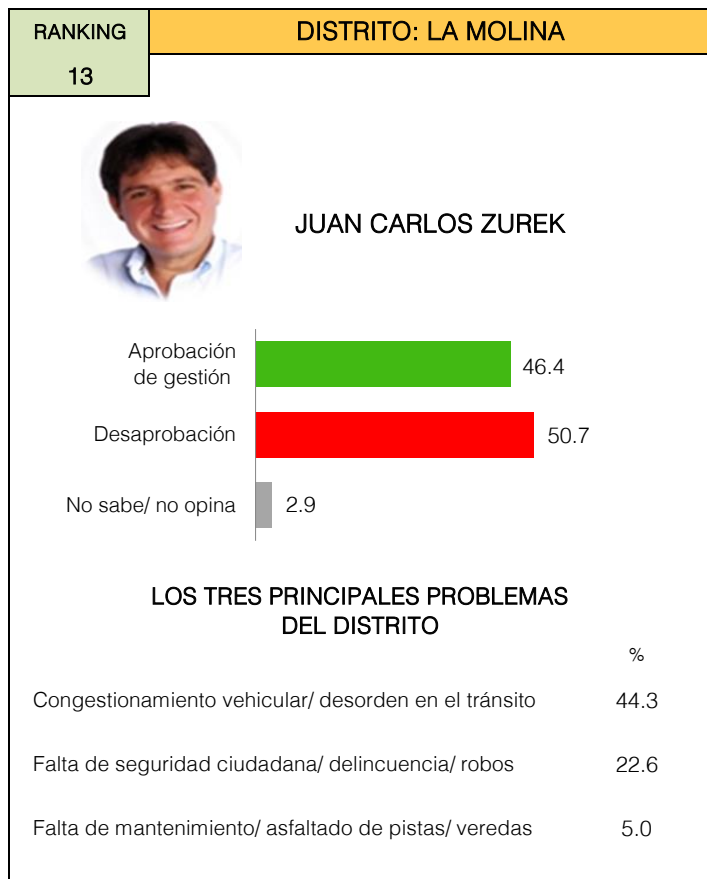 RANKING
13
DISTRITO: LA MOLINA
JUAN CARLOS ZUREK
Aprobación
de gestión
46.4
Desaprobación
50.7
No sabe/ no opina
2.9
LOS TRES PRINCIPALES PROBLEMAS
DEL DISTRITO
%
Congestionamiento vehicular/ desorden en el tránsito 44.3
Falta de seguridad ciudadana/ delincuencia/ robos 22.6
Falta de mantenimiento/ asfaltado de pistas/ veredas 5.0